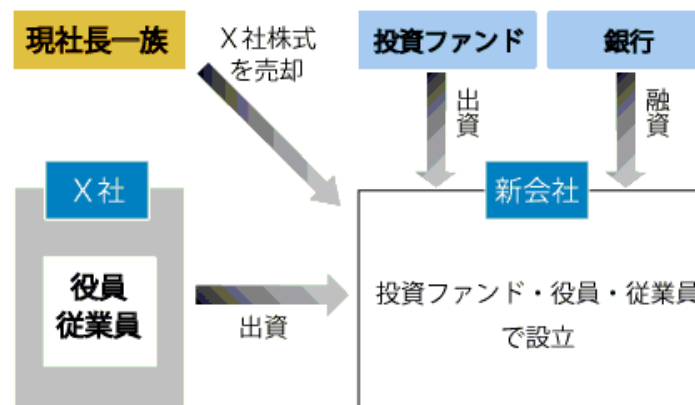 現社長一族
X社株式
を売却
投資ファンド
銀行
出資
融資
X社
新会社
役員
従業員
出資
投資ファンド・役員・従業員
で設立